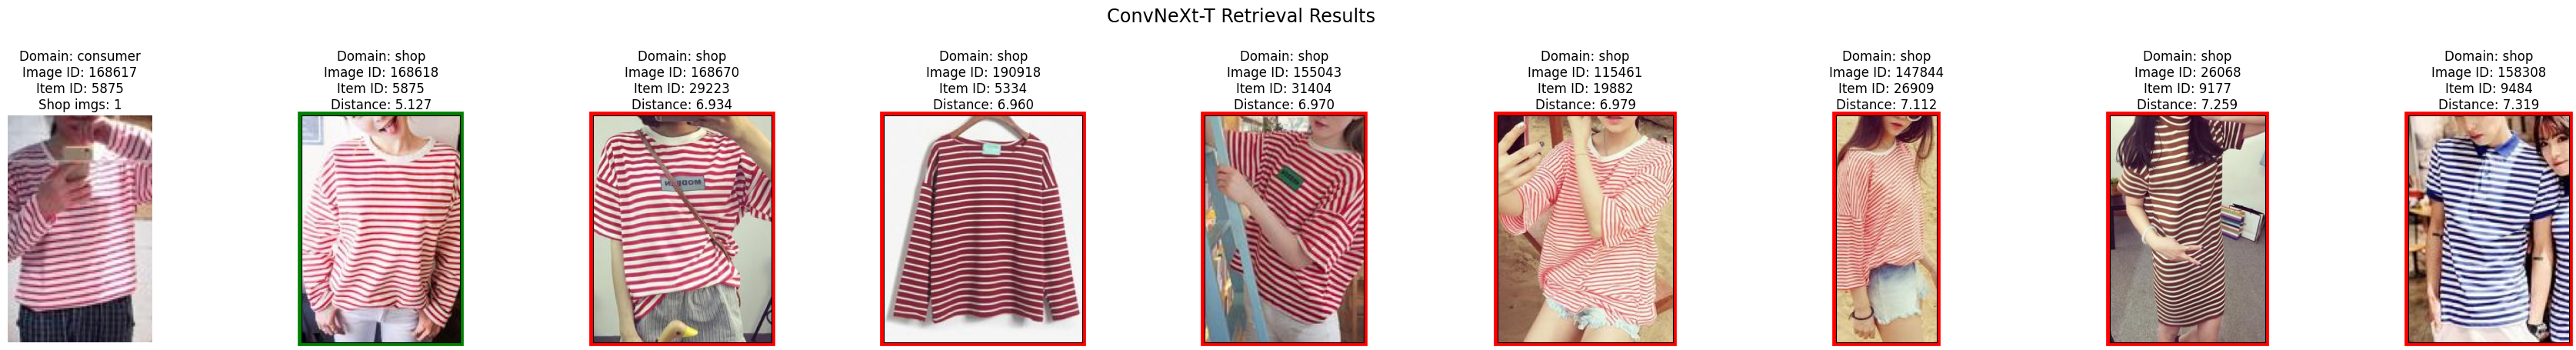 ConvNeXt-T Retrieval Results
Domain: consumer
Image ID: 168617
Item ID: 5875
Shop imgs: 1
Domain: shop
Image ID: 168618
Item ID: 5875
Distance: 5.127
Domain: shop
Image ID: 168670
Item ID: 29223
Distance: 6.934
Domain: shop
Image ID: 190918
Item ID: 5334
Distance: 6.960
Domain: shop
Image ID: 155043
Item ID: 31404
Distance: 6.970
Domain: shop
Image ID: 115461
Item ID: 19882
Distance: 6.979
Domain: shop
Image ID: 147844
Item ID: 26909
Distance: 7.112
Domain: shop
Image ID: 26068
Item ID: 9177
Distance: 7.259
Domain: shop
Image ID: 158308
Item ID: 9484
Distance: 7.319